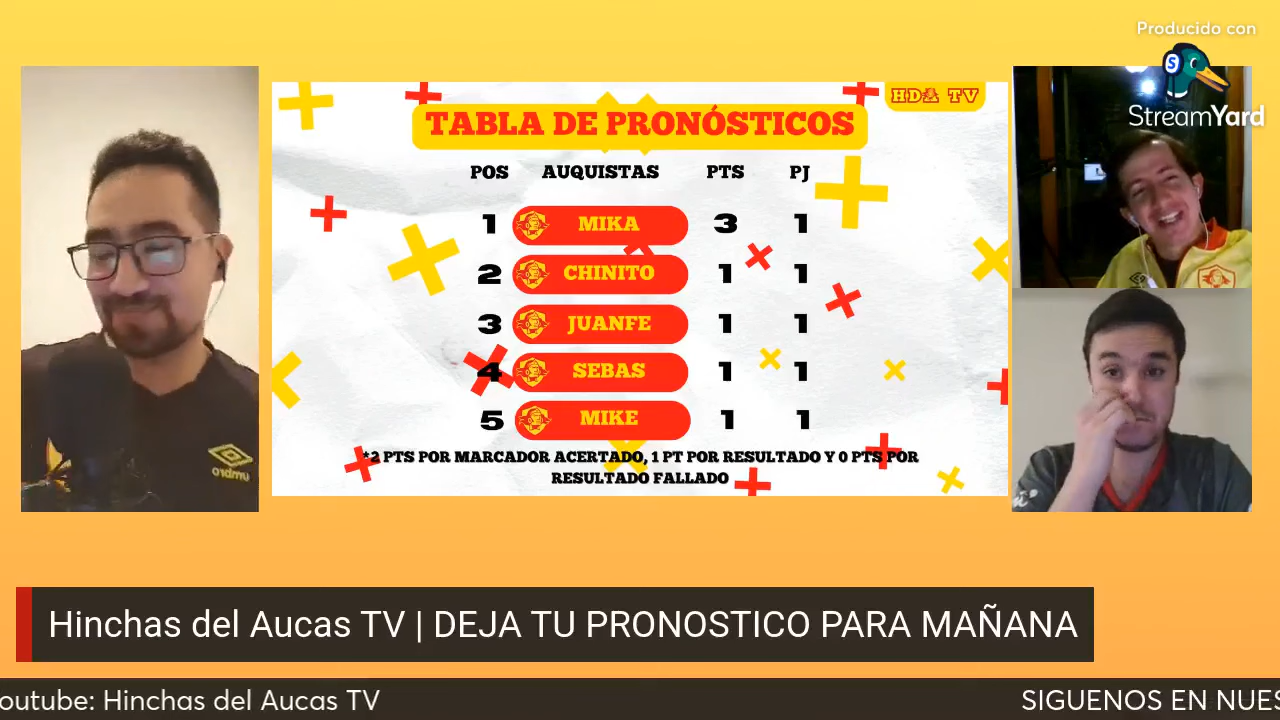 Producido con
StreamYard
HDA TV
TABLA DE PRONÓSTICOS
POS AUQUISTAS PTS PJ
1 MIKA 3 1
2 CHINITO 1 1
3 JUANFE 1 1
4 SEBAS 1 1
5 MIKE 1 1
*2 PTS POR MARCADOR ACERTADO, 1 PT POR RESULTADO Y 0 PTS POR
RESULTADO FALLADO
umbro
Hinchas del Aucas TV | DEJA TU PRONOSTICO PARA MAÑANA
outube: Hinchas del Aucas TV SIGUENOS EN NUES